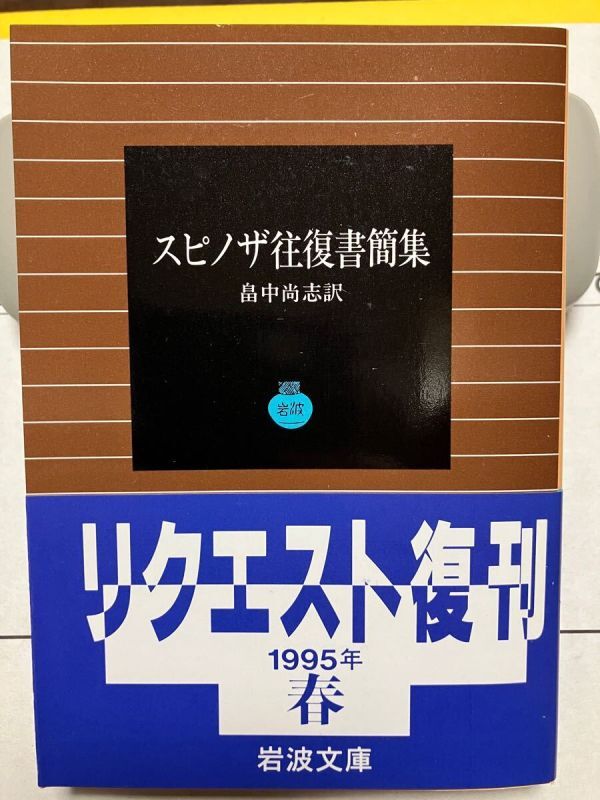 スピノザ往復書簡集
畠中尚志訳
岩波
リクエスト復刊
1995年
春
岩波文庫